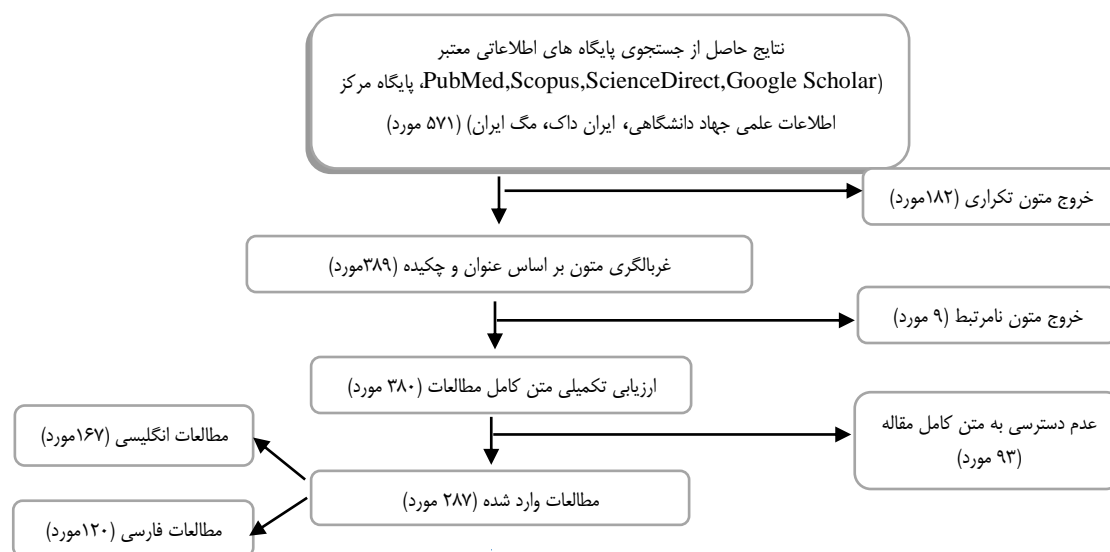 نتایج حاصل از جستجوی پایگاه های اطلاعاتی معتبر
(PubMed,Scopus,ScienceDirect,Google Scholar، پایگاه مرکز
اطلاعات علمی جهاد دانشگاهی، ایران داک، مگ ایران) (۵۷۱ مورد)
خروج متون تکراری (۱۸۲مورد)
غربالگری متون بر اساس عنوان و چکیده (۳۸۹مورد)
خروج متون نامرتبط (۹ مورد)
ارزیابی تکمیلی متن کامل مطالعات (۳۸۰ مورد)
عدم دسترسی به متن کامل مقاله
(۹۳ مورد)
مطالعات انگلیسی (۱۶۷مورد)
مطالعات وارد شده (۲۸۷ مورد)
مطالعات فارسی (۱۲۰مورد)